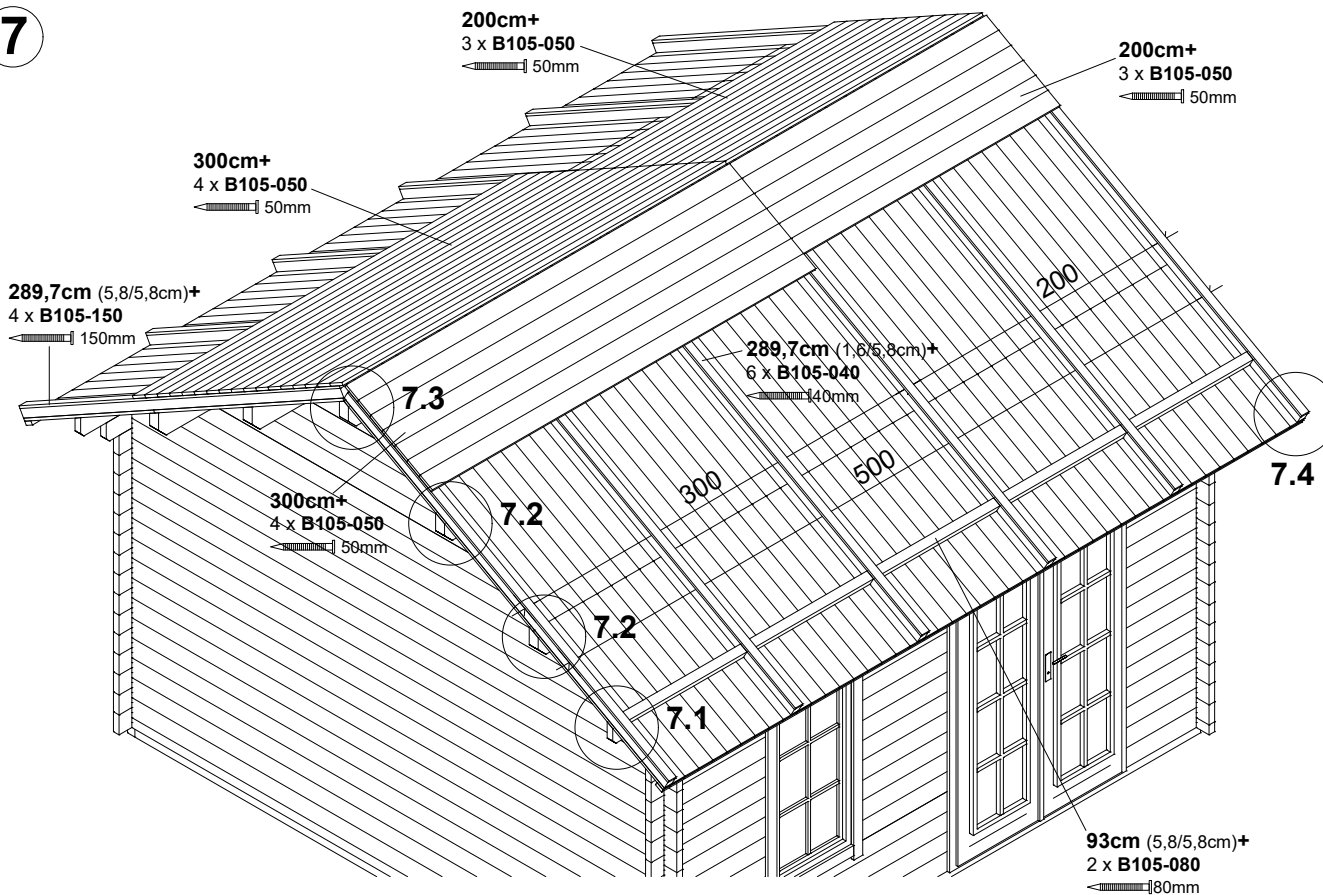 7
200cm+
3 x B105-050
50mm
200cm+
3 x B105-050
50mm
300cm+
4 x B105-050
50mm
289,7cm (5,8/5,8cm)+
4 x B105-150
150mm
200
289,7cm (1,6/5,8cm)+
6 x B105-040
40mm
7.3
300
500
7.4
300cm+
4 x B105-050
50mm
7.2
7.2
7.1
93cm (5,8/5,8cm)+
2 x B105-080
80mm